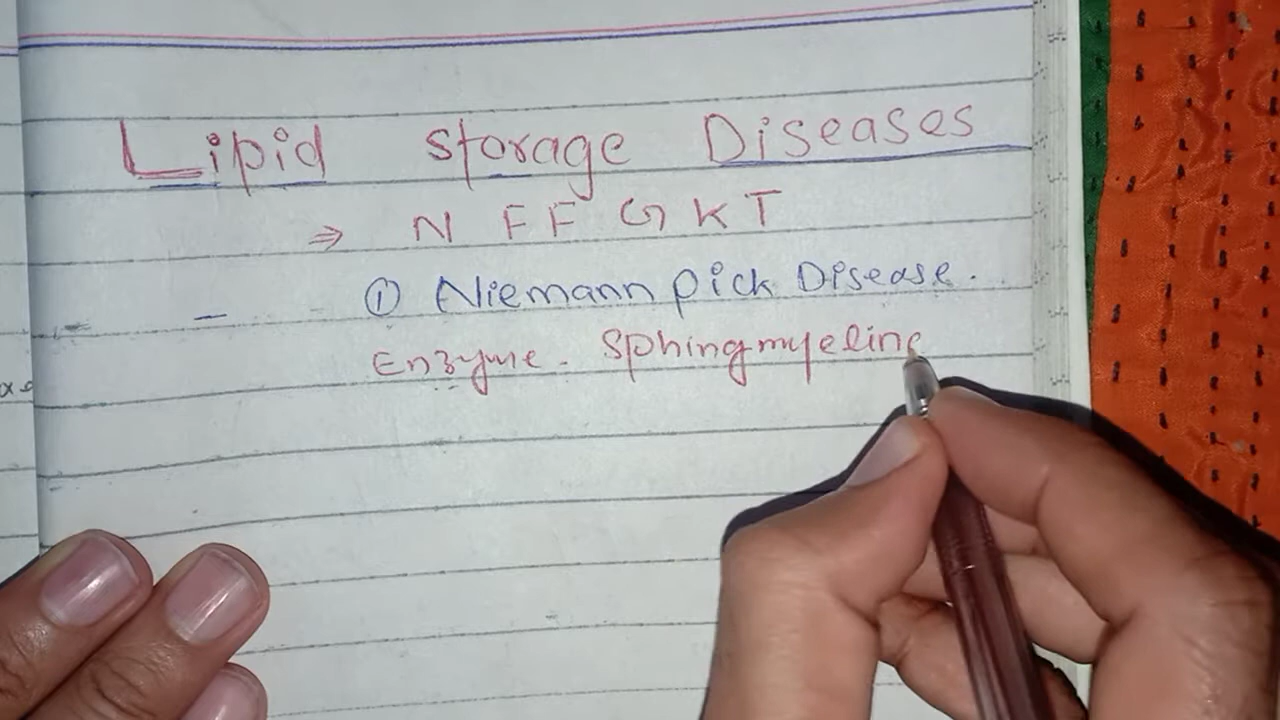 Lipid storage Diseases
⇒ N F F G K T
① Niemann pick Disease.
Enzyme - Sphingmyeline